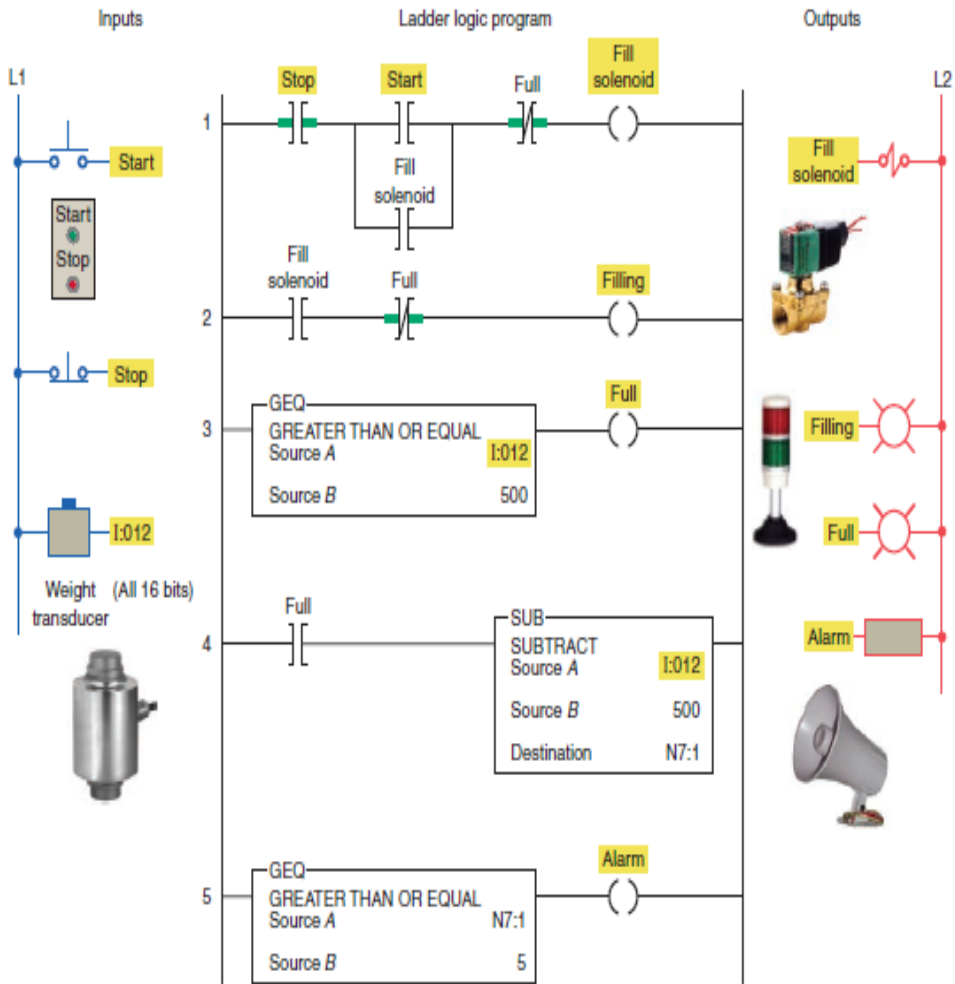 Inputs
Ladder logic program
Outputs
L1
L2
Start
Start
Stop
Stop
I:012
Weight (All 16 bits)
transducer
1
Stop
Start
Full
Fill
solenoid
Fill
solenoid
2
Fill
solenoid
Full
Filling
3
GEQ
GREATER THAN OR EQUAL
Source A I:012
Source B 500
Full
4
Full
SUB
SUBTRACT
Source A I:012
Source B 500
Destination N7:1
5
GEQ
GREATER THAN OR EQUAL
Source A N7:1
Source B 5
Alarm
Fill
solenoid
Filling
Full
Alarm